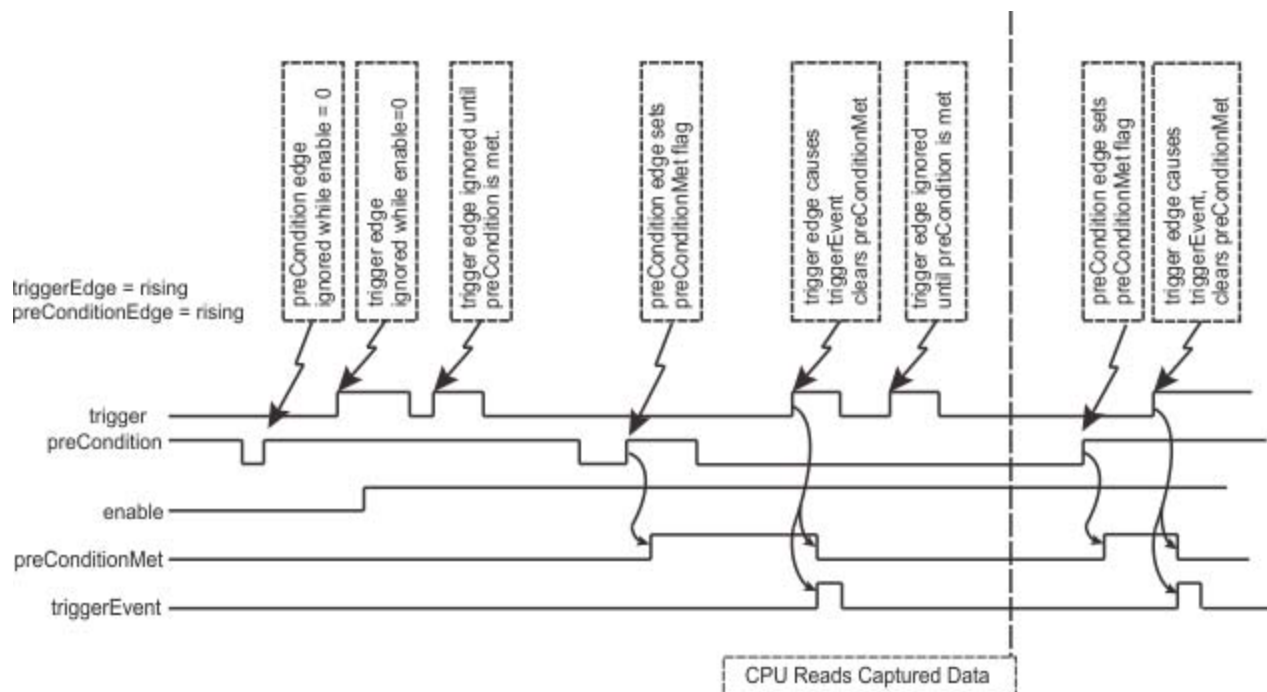 preCondition edge
ignored while enable = 0
trigger edge
ignored while enable=0
trigger edge ignored until
preCondition is met.
preCondition edge sets
preConditionMet flag
trigger edge causes
triggerEvent
clears preConditionMet
trigger edge ignored
until preCondition is met
preCondition edge sets
preConditionMet flag
trigger edge causes
triggerEvent,
clears preConditionMet
triggerEdge = rising
preConditionEdge = rising
trigger
preCondition
enable
preConditionMet
triggerEvent
CPU Reads Captured Data